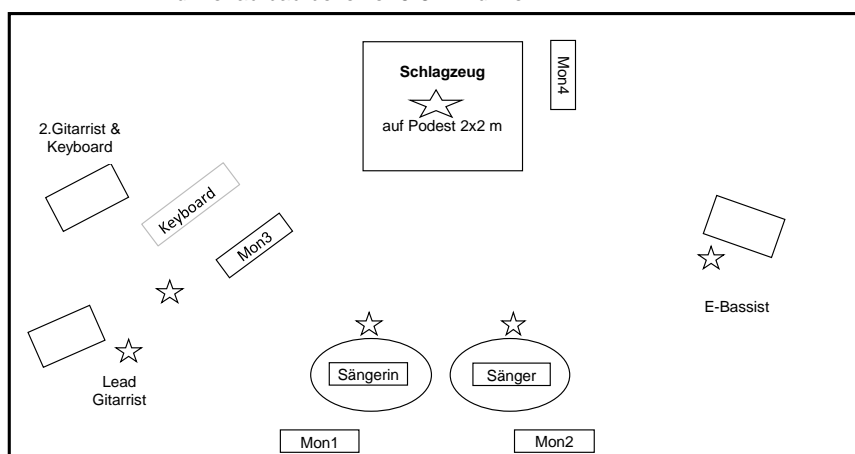 Schlagzeug
auf Podest 2x2 m
Mon4
2.Gitarrist &
Keyboard
Keyboard
Mon3
E-Bassist
Lead
Gitarrist
Sängerin
Sänger
Mon1
Mon2